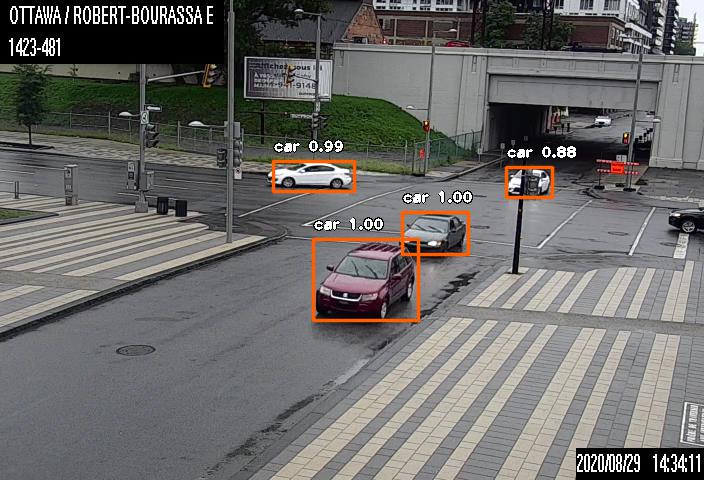 OTTAWA / ROBERT-BOURASSA E
1423-481
car 0.99
car 0.88
car 1.00
car 1.00
2020/08/29 14:34:11